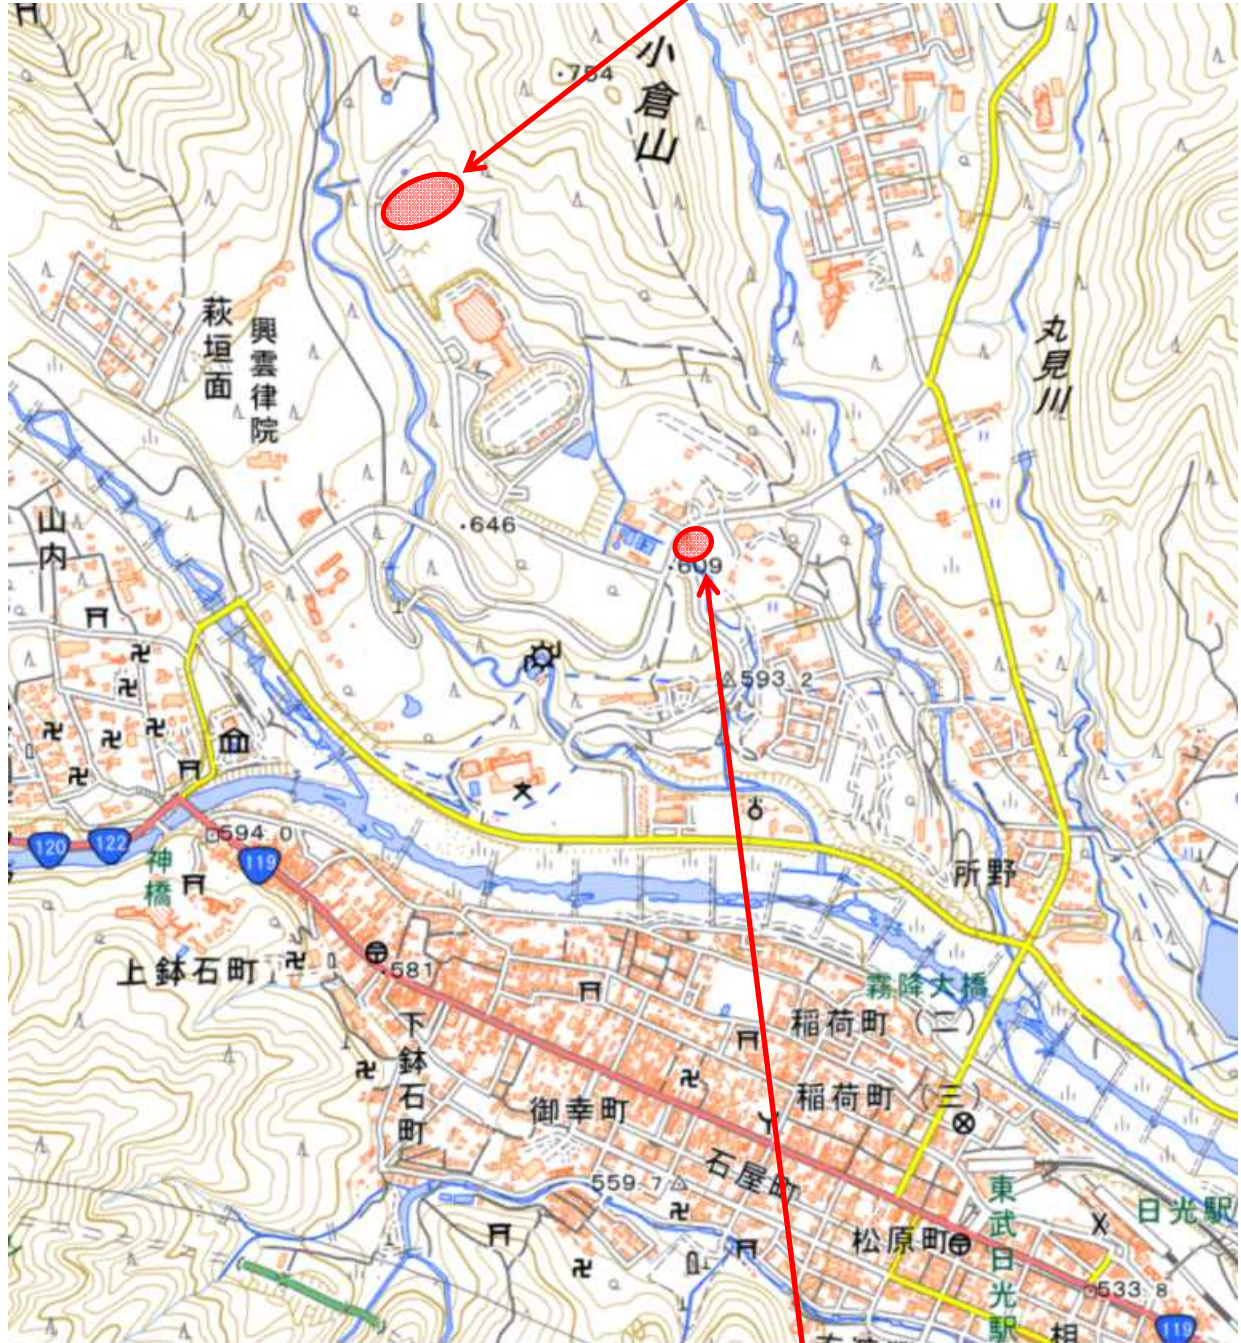 小倉山
・754
丸見川
萩垣面
興雲律院
山内
・646
・609
593.2
120
122
神橋
594.0
119
所野
上鉢石町
・581
霧降大橋
稲荷町(二)
下鉢石町
御幸町
稲荷町(三)
559.7
石屋町
東武日光駅
日光駅
松原町
533.8
119
相